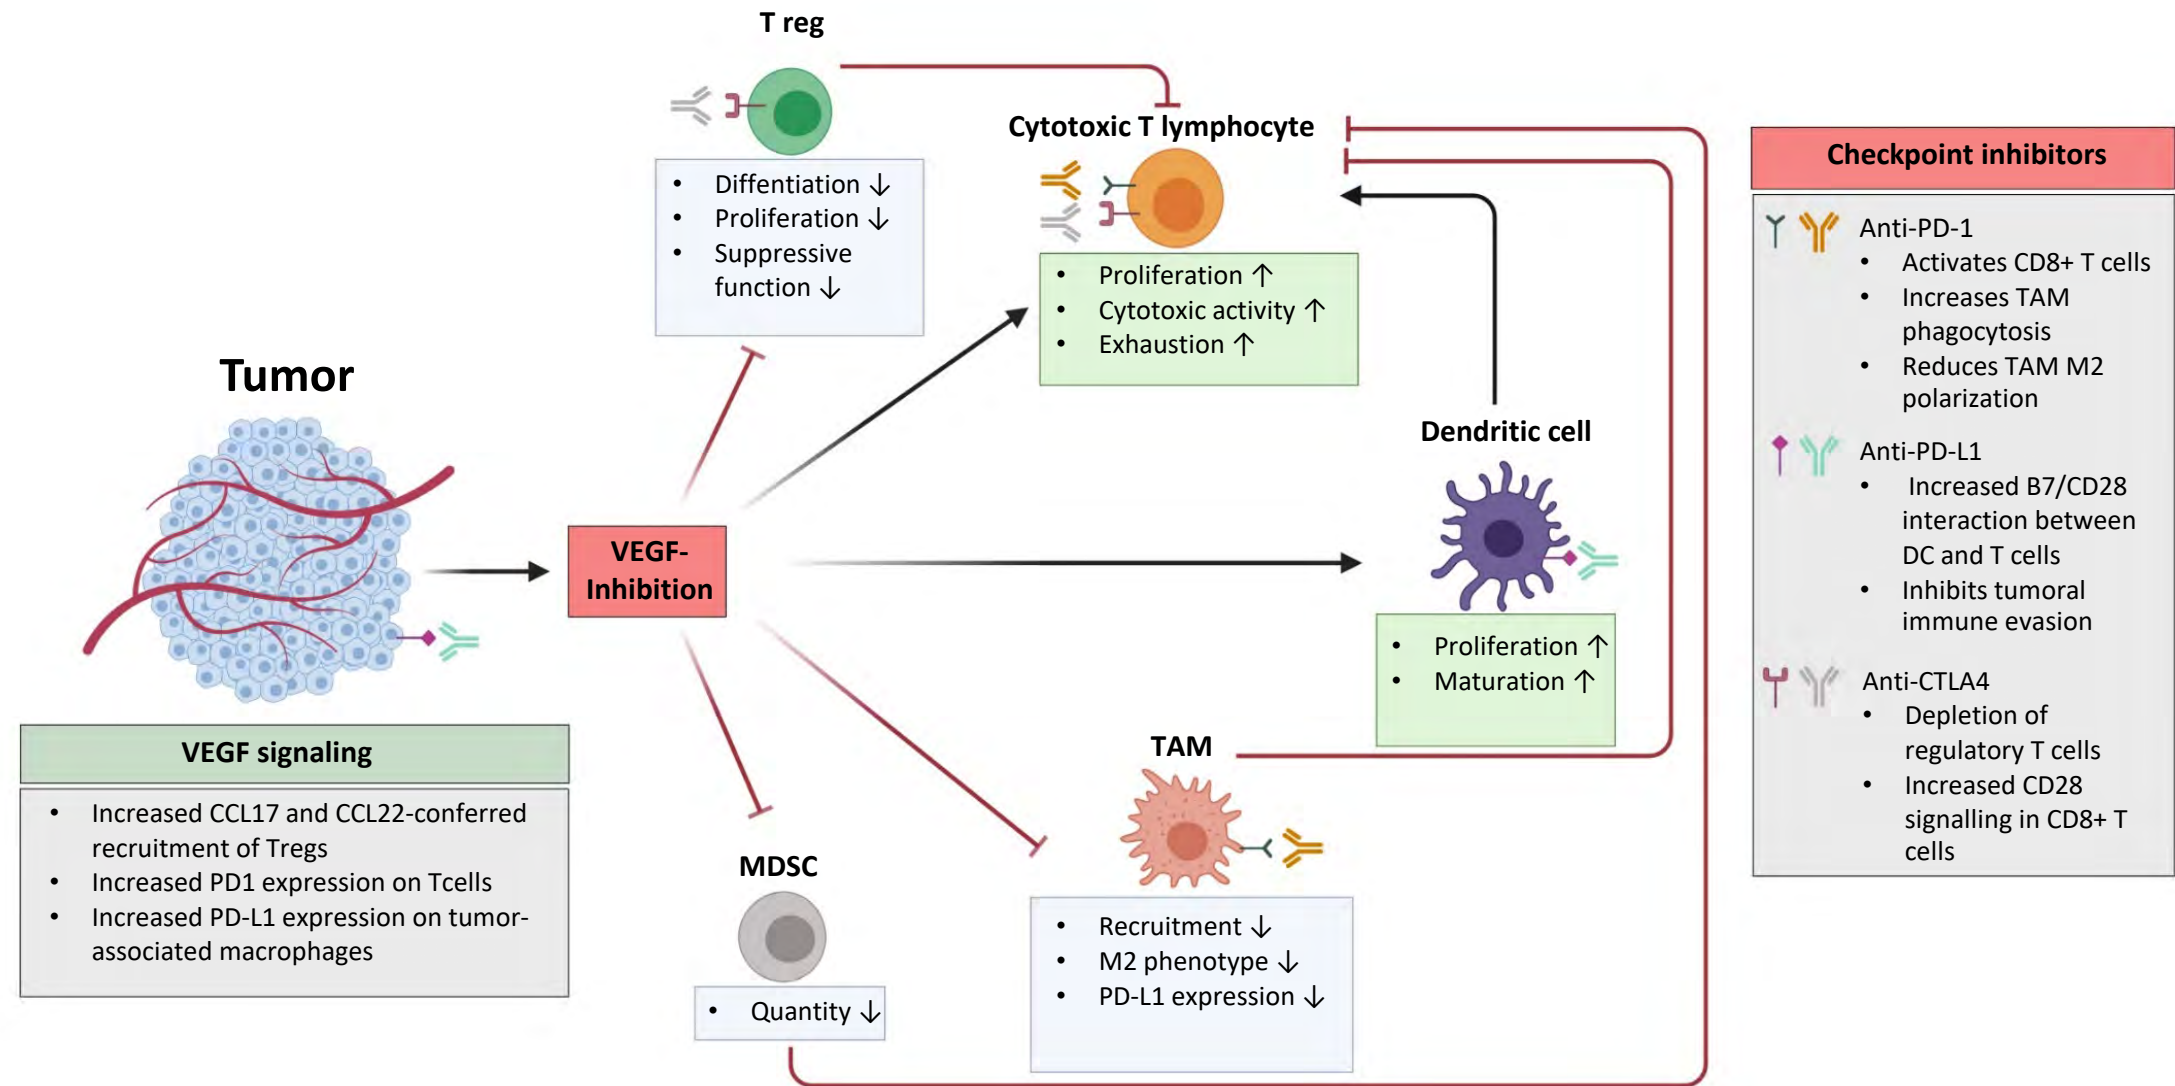 T reg
• Diffentiation ↓
• Proliferation ↓
• Suppressive
function ↓
Cytotoxic T lymphocyte
• Proliferation ↑
• Cytotoxic activity ↑
• Exhaustion ↑
Tumor
VEGF-
Inhibition
VEGF signaling
• Increased CCL17 and CCL22-conferred
recruitment of Tregs
• Increased PD1 expression on Tcells
• Increased PD-L1 expression on tumor-
associated macrophages
Dendritic cell
• Proliferation ↑
• Maturation ↑
MDSC
• Quantity ↓
TAM
• Recruitment ↓
• M2 phenotype ↓
• PD-L1 expression ↓
Checkpoint inhibitors
Anti-PD-1
• Activates CD8+ T cells
• Increases TAM
phagocytosis
• Reduces TAM M2
polarization
Anti-PD-L1
• Increased B7/CD28
interaction between
DC and T cells
• Inhibits tumoral
immune evasion
Anti-CTLA4
• Depletion of
regulatory T cells
• Increased CD28
signalling in CD8+ T
cells